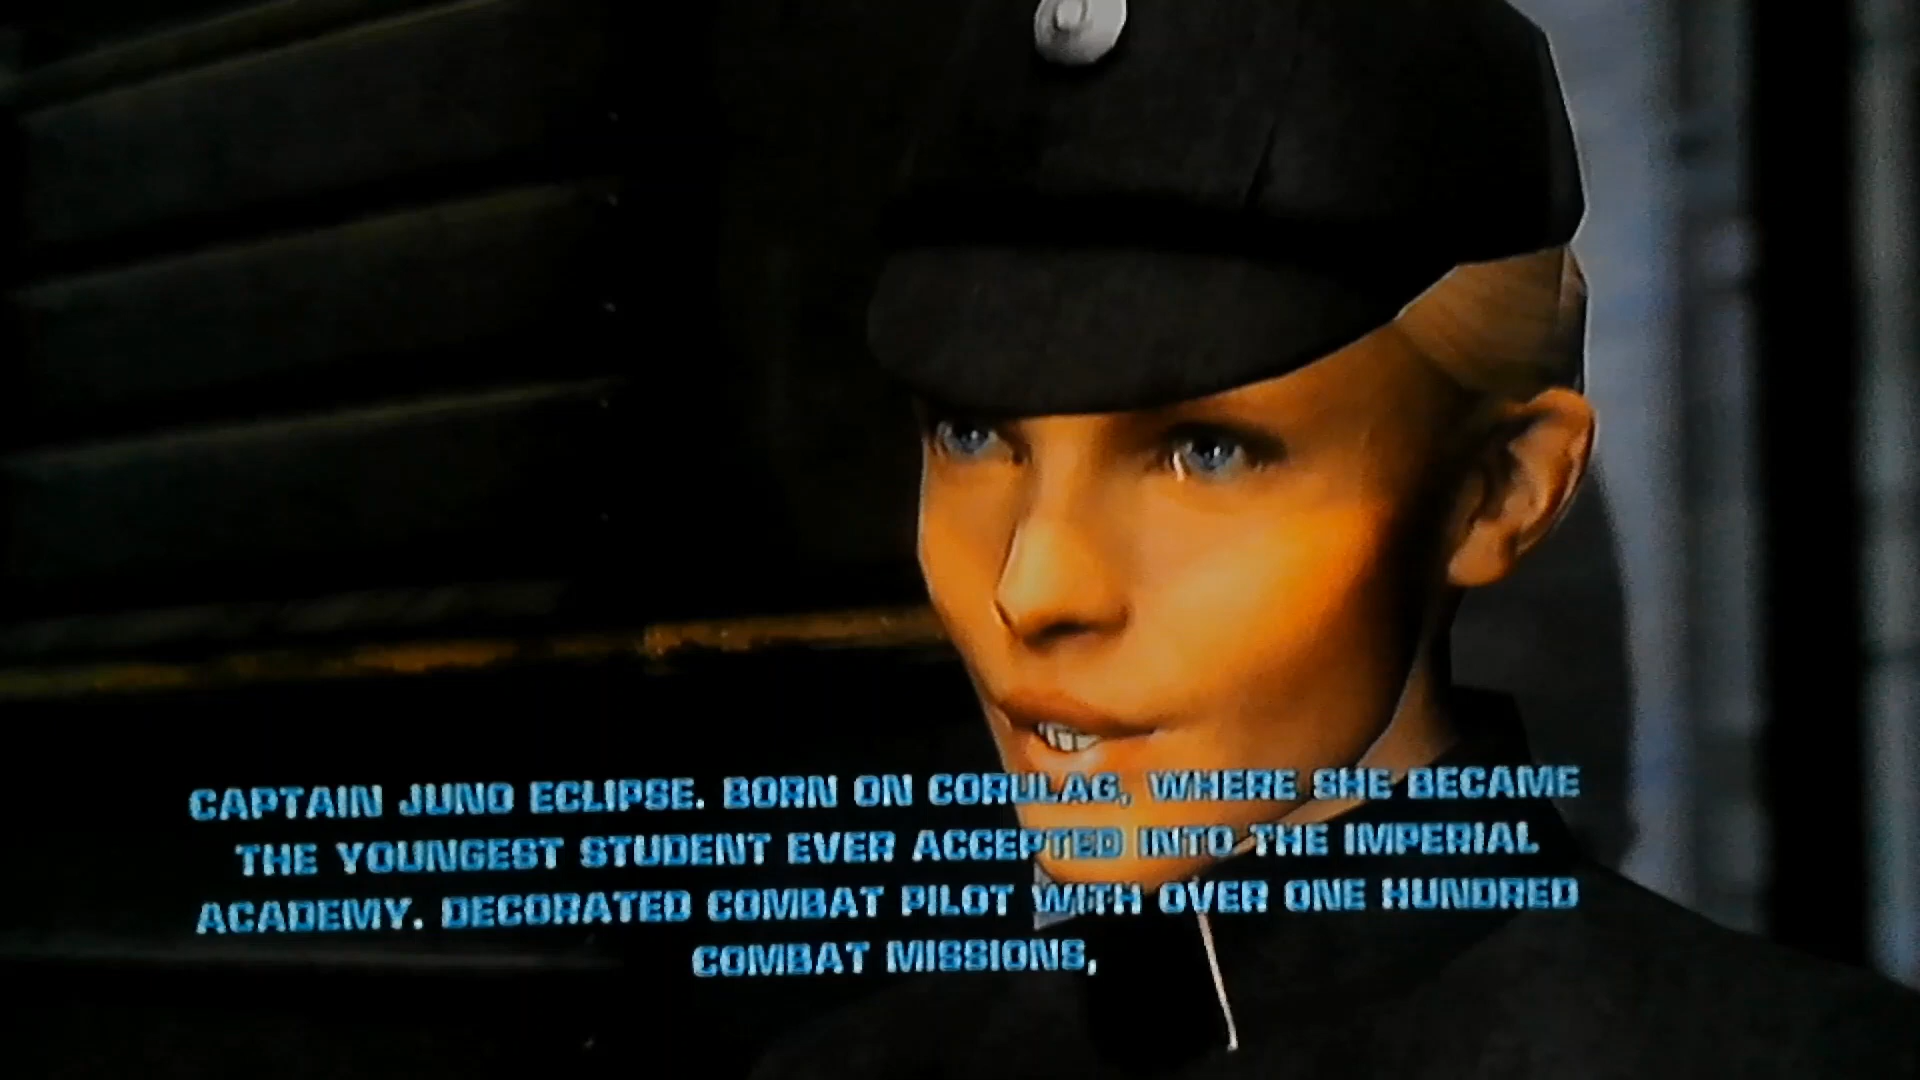 CAPTAIN JUNO ECLIPSE. BORN ON CORULAG, WHERE SHE BECAME
THE YOUNGEST STUDENT EVER ACCEPTED INTO THE IMPERIAL
ACADEMY. DECORATED COMBAT PILOT WITH OVER ONE HUNDRED
COMBAT MISSIONS,